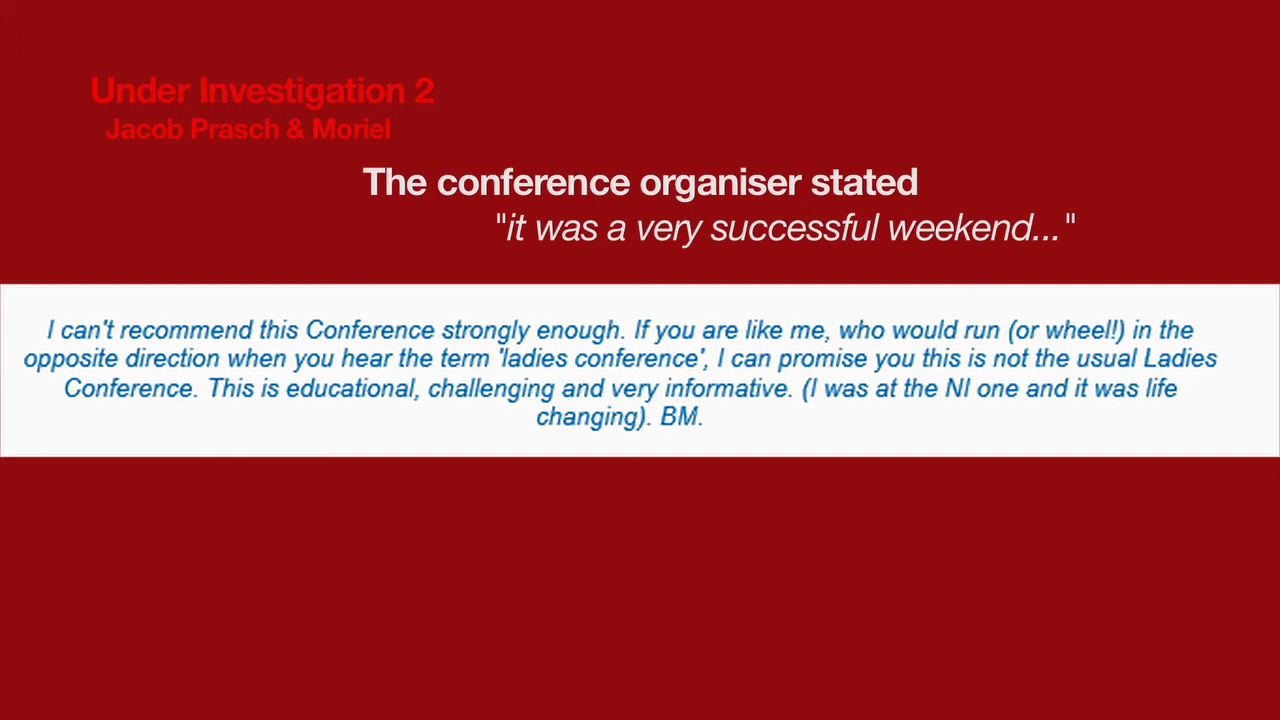 Under Investigation 2
Jacob Prasch & Moriel
The conference organiser stated
"it was a very successful weekend..."
I can't recommend this Conference strongly enough. If you are like me, who would run (or wheel!) in the
opposite direction when you hear the term 'ladies conference', I can promise you this is not the usual Ladies
Conference. This is educational, challenging and very informative. (I was at the NI one and it was life
changing). BM.